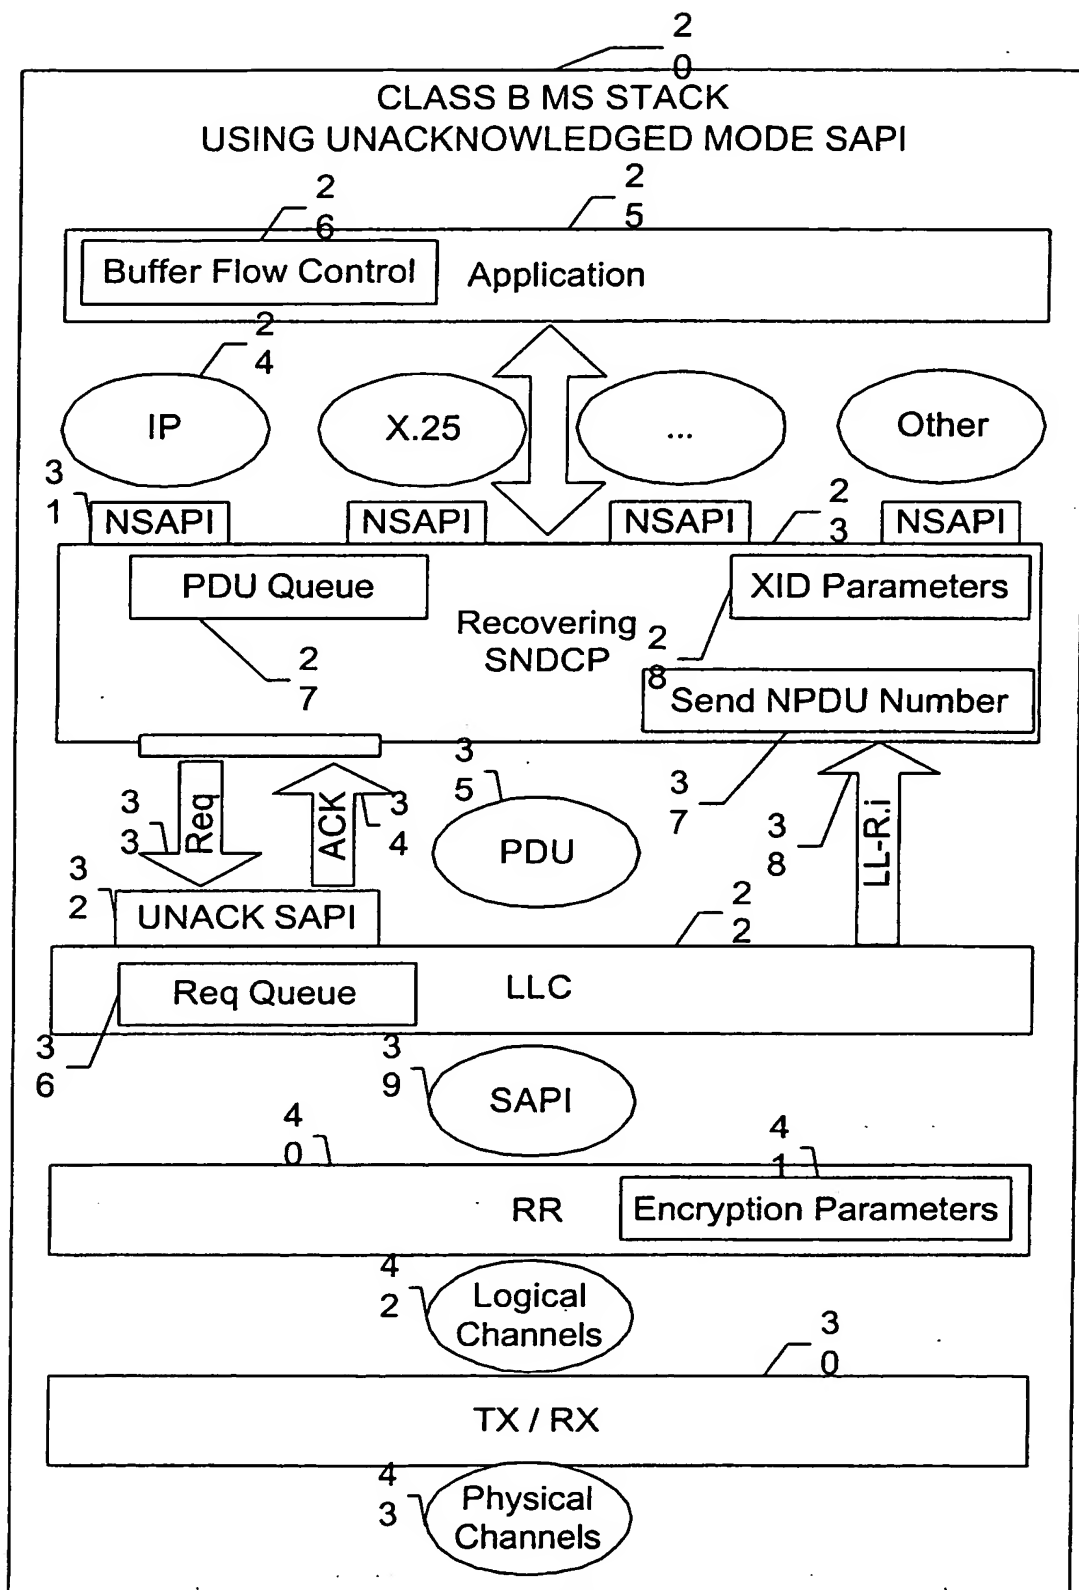 20
CLASS B MS STACK
USING UNACKNOWLEDGED MODE SAPI
26
25
Buffer Flow Control
Application
24
IP
X.25
...
Other
31
NSAPI
NSAPI
NSAPI
23
NSAPI
PDU Queue
XID Parameters
Recovering
SNDCP
28
27
Send NPDU Number
35
37
38
33
Req
ACK
34
PDU
LL-R.i
32
UNACK SAPI
22
Req Queue
LLC
36
39
SAPI
40
41
RR
Encryption Parameters
42
Logical
Channels
30
TX / RX
43
Physical
Channels